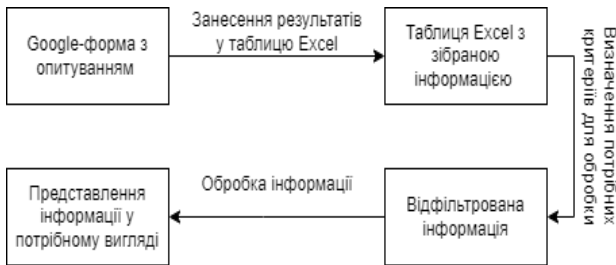 Google-форма з
опитуванням
Занесення результатів
у таблицю Excel
Таблиця Excel з
зібраною
інформацією
Визначення потрібних
критеріїв для обробки
Відфільтрована
інформація
Обробка інформації
Представлення
інформації у
потрібному вигляді